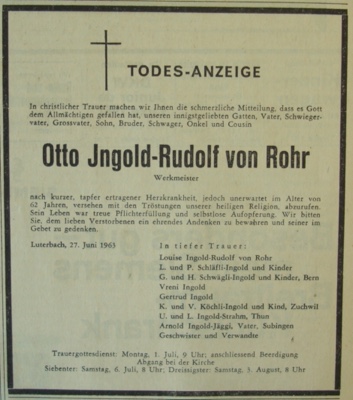 TODES-ANZEIGE
In christlicher Trauer machen wir Ihnen die schmerzliche Mitteilung, dass es Gott
dem Allmächtigen gefallen hat, unseren innigstgeliebten Gatten, Vater, Schwieger-
vater, Grossvater, Sohn, Bruder, Schwager, Onkel und Cousin
Otto Jngold-Rudolf von Rohr
Werkmeister
nach kurzer, tapfer ertragener Herzkrankheit, jedoch unerwartet im Alter von
62 Jahren, versehen mit den Tröstungen unserer heiligen Religion, abzurufen.
Sein Leben war treue Pflichterfüllung und selbstlose Aufopferung. Wir bitten
Sie, dem lieben Verstorbenen ein ehrendes Andenken zu bewahren und seiner im
Gebet zu gedenken.
Luterbach, 27. Juni 1963
In tiefer Trauer:
Louise Ingold-Rudolf von Rohr
L. und P. Schläffi-Ingold und Kinder
G. und H. Schwägli-Ingold und Kinder, Bern
Vreni Ingold
Gertrud Ingold
K. und V. Köchli-Ingold und Kind, Zuchwil
U. und L. Ingold-Strahm, Thun
Arnold Ingold-Jäggi, Vater, Subingen
Geschwister und Verwandte
Trauergottesdienst: Montag, 1. Juli, 9 Uhr; anschliessend Beerdigung
Abgang bei der Kirche
Siebenter: Samstag, 6. Juli, 8 Uhr; Dreissigster: Samstag, 3. August, 8 Uhr